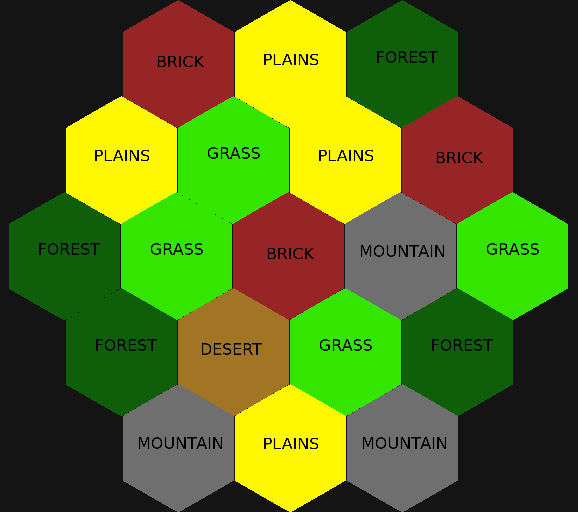 BRICK PLAINS FOREST
PLAINS GRASS PLAINS BRICK
FOREST GRASS BRICK MOUNTAIN GRASS
FOREST DESERT GRASS FOREST
MOUNTAIN PLAINS MOUNTAIN